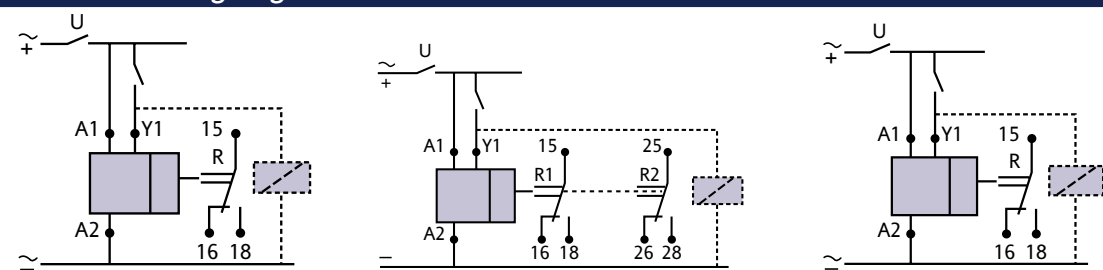 U
~
+
A1 Y1 15
R
A2
16 18
~
–
U
~
+
A1 Y1 15 25
R1 R2
A2
16 18 26 28
–
U
~
+
A1 Y1 15
R
A2
16 18
~
–